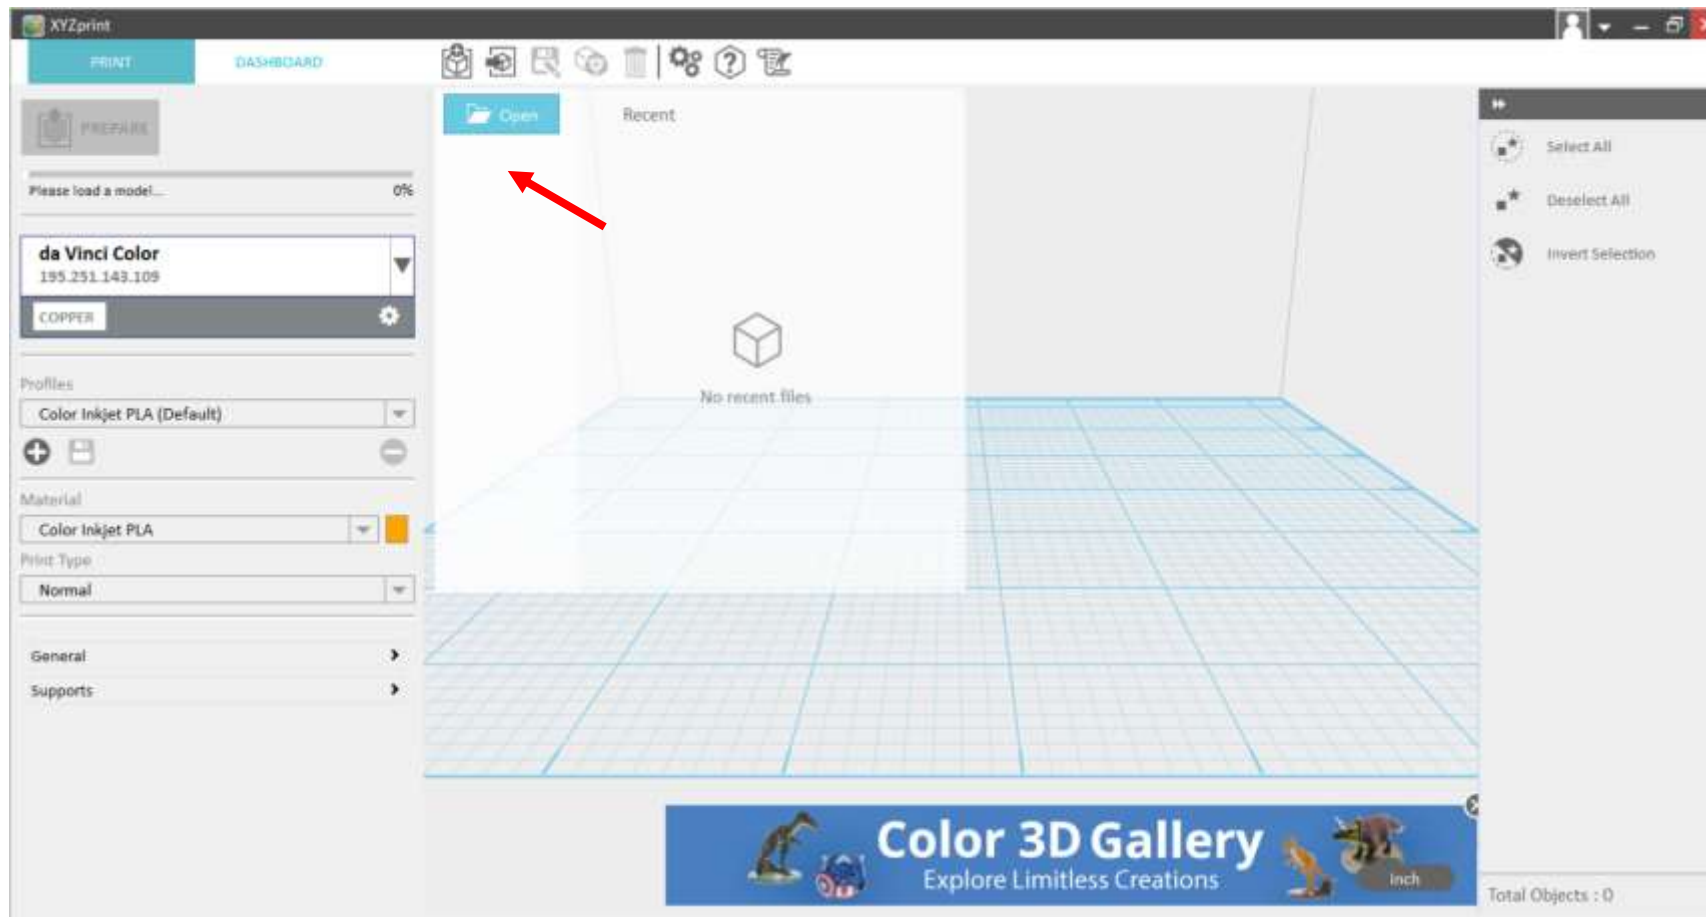 XYZprint
PRINT
DASHBOARD
PREPARE
Please load a model...
0%
da Vinci Color
195.251.143.109
COPPER
Profiles
Color Inkjet PLA (Default)
Material
Color Inkjet PLA
Print Type
Normal
General
Supports
Open
Recent
No recent files
Color 3D Gallery
Explore Limitless Creations
Inch
Select All
Deselect All
Invert Selection
Total Objects : 0